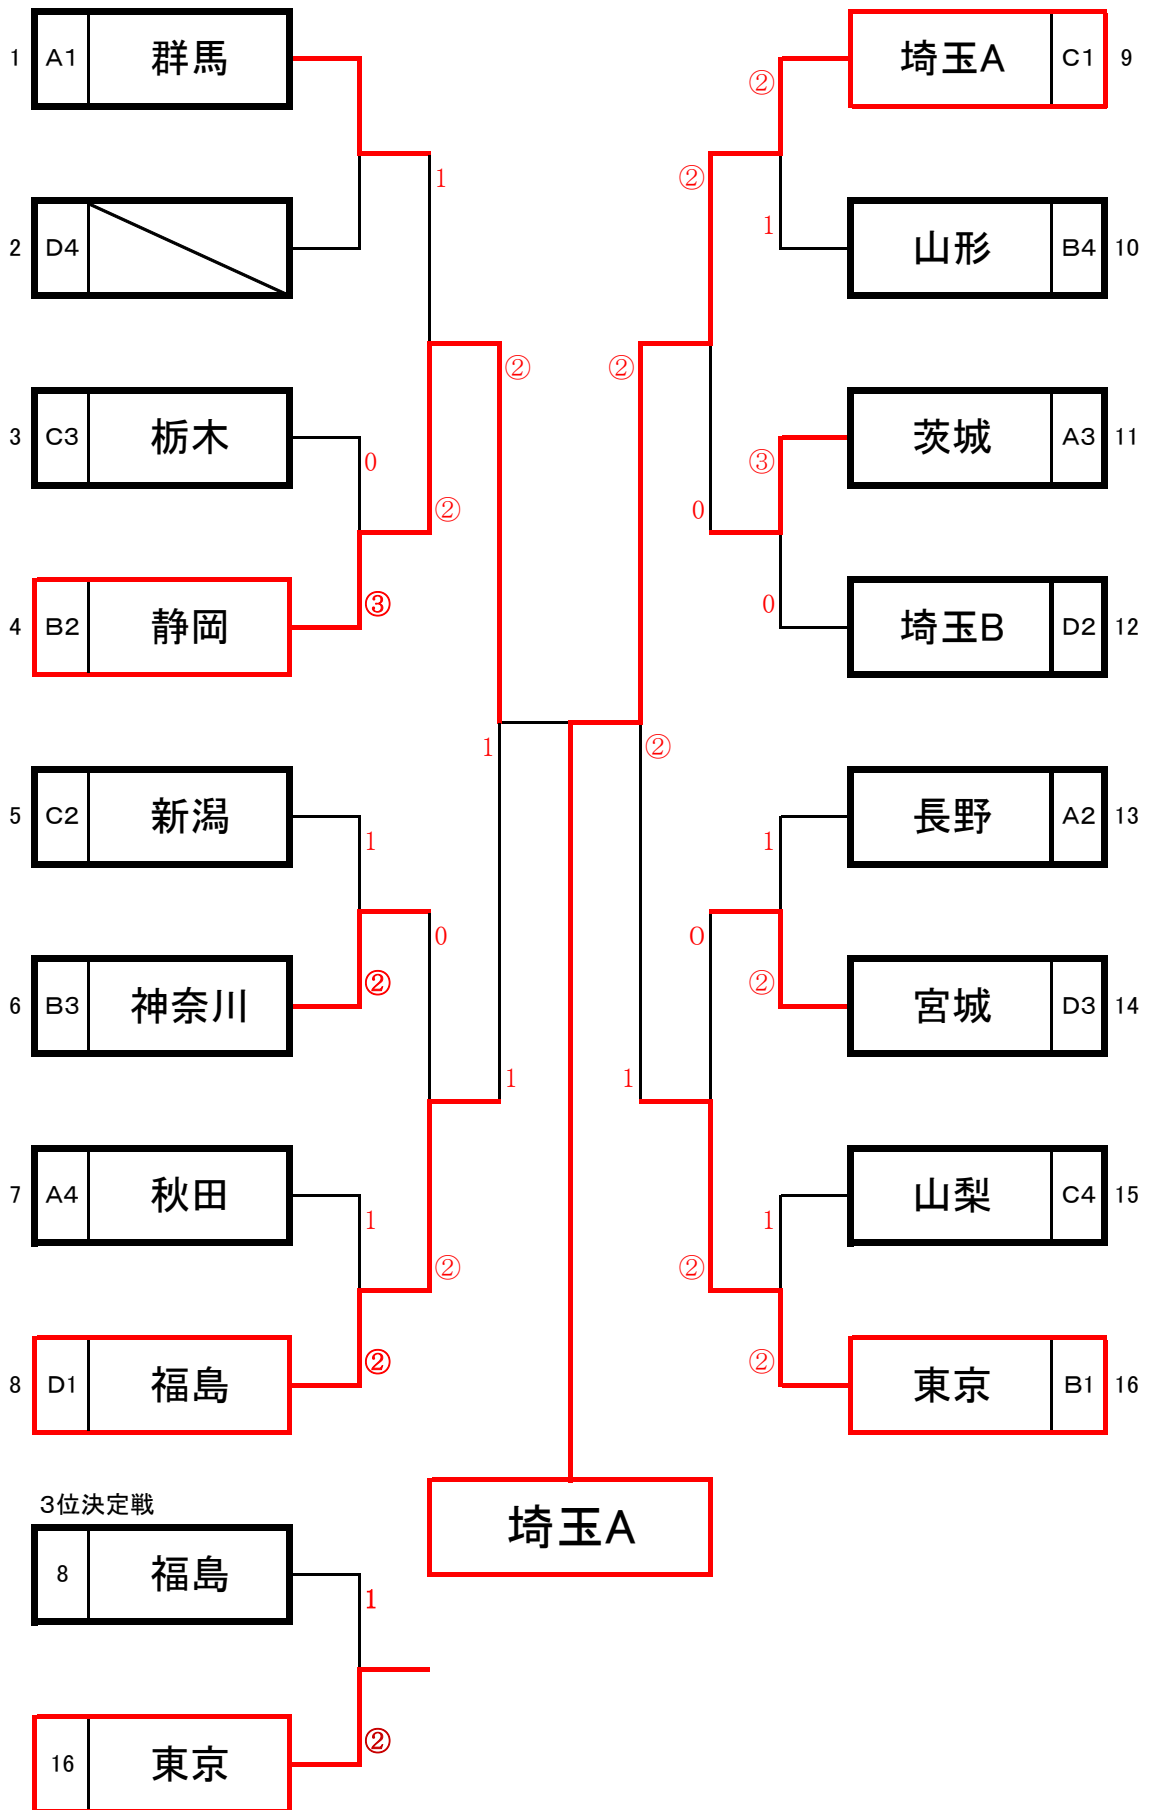 1 A1 群馬
埼玉A C1 9
②
1
②
2 D4
1
山形 B4 10
②
②
3 C3 栃木
茨城 A3 11
0
③
②
0
4 B2 静岡
③
0
埼玉B D2 12
1
②
5 C2 新潟
長野 A2 13
1
1
0
0
6 B3 神奈川
②
②
宮城 D3 14
1
1
7 A4 秋田
山梨 C4 15
1
1
②
②
8 D1 福島
②
②
東京 B1 16
3位決定戦
埼玉A
8 福島
1
16 東京
②